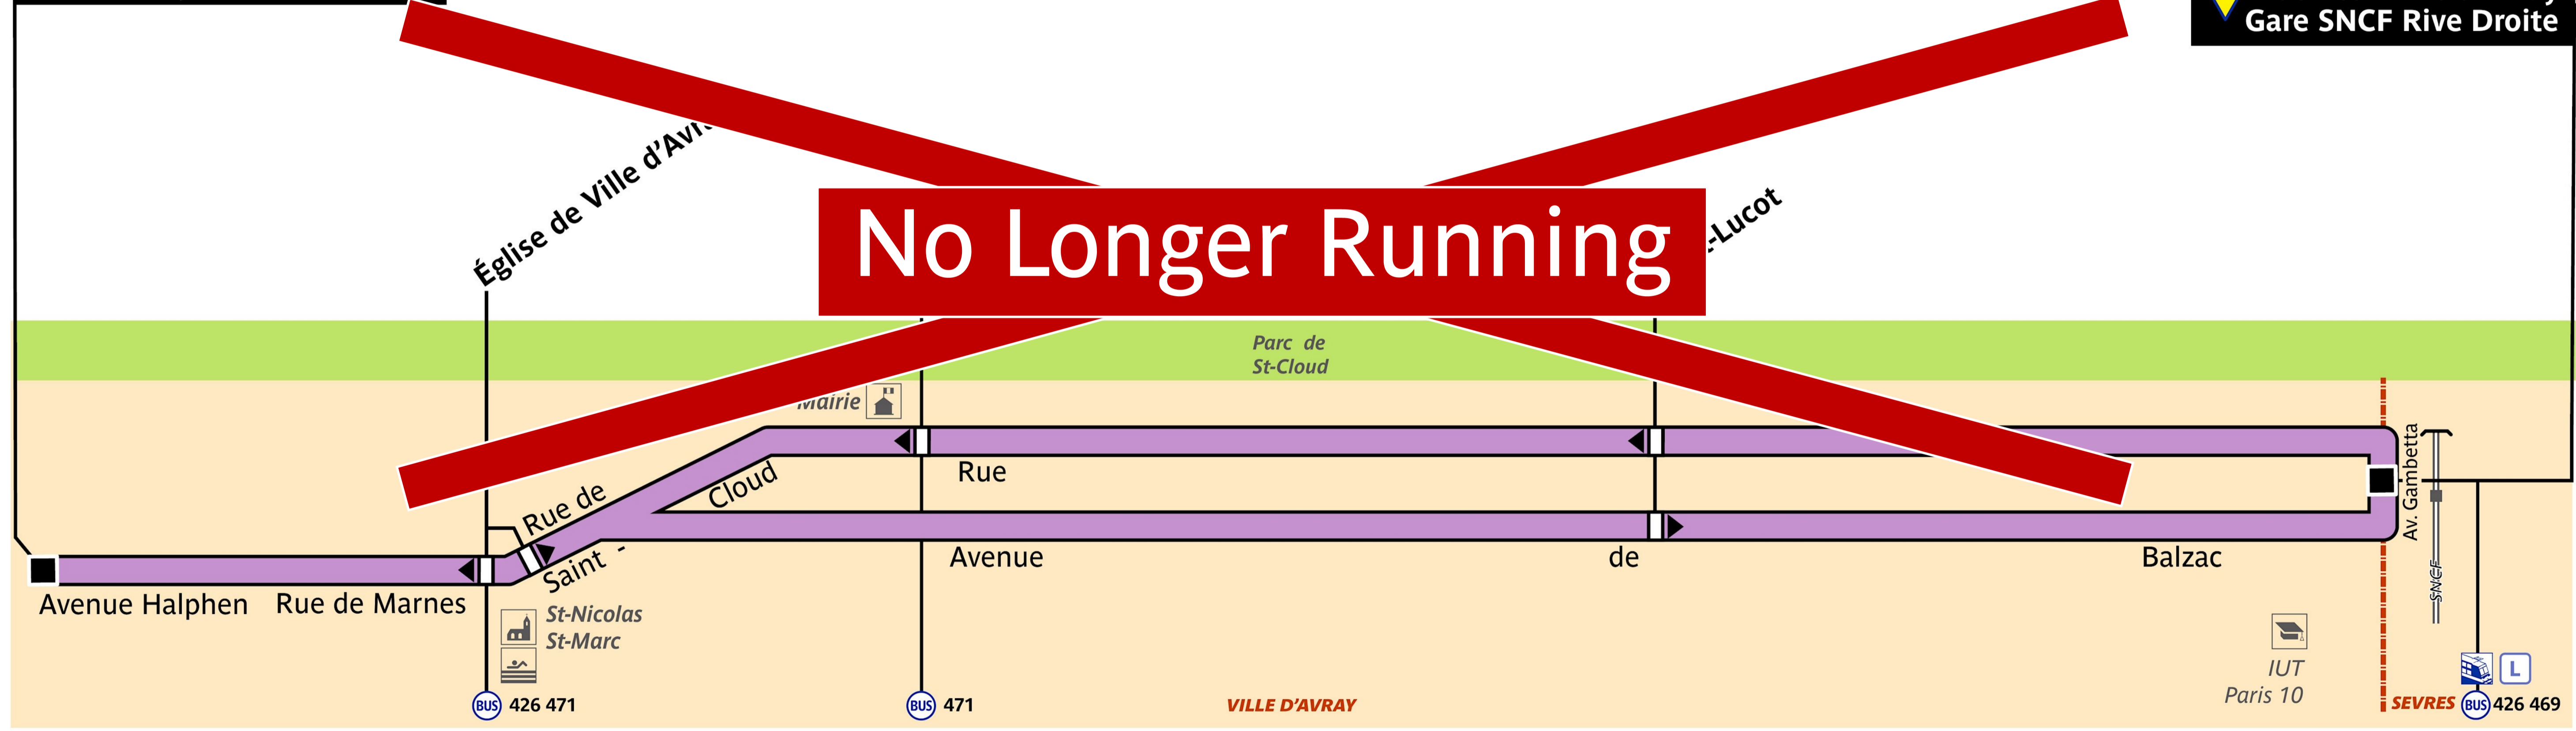 Gare SNCF Rive Droite
Église de Ville d'Avr
-Lucot
No Longer Running
Parc de
St-Cloud
Mairie
Av. Gambetta
Rue de
Cloud
Rue
Saint -
Avenue
de
Balzac
Avenue Halphen
Rue de Marnes
SNCF
St-Nicolas
St-Marc
IUT
Paris 10
L
BUS 426 471
BUS 471
VILLE D'AVRAY
SEVRES
BUS 426 469